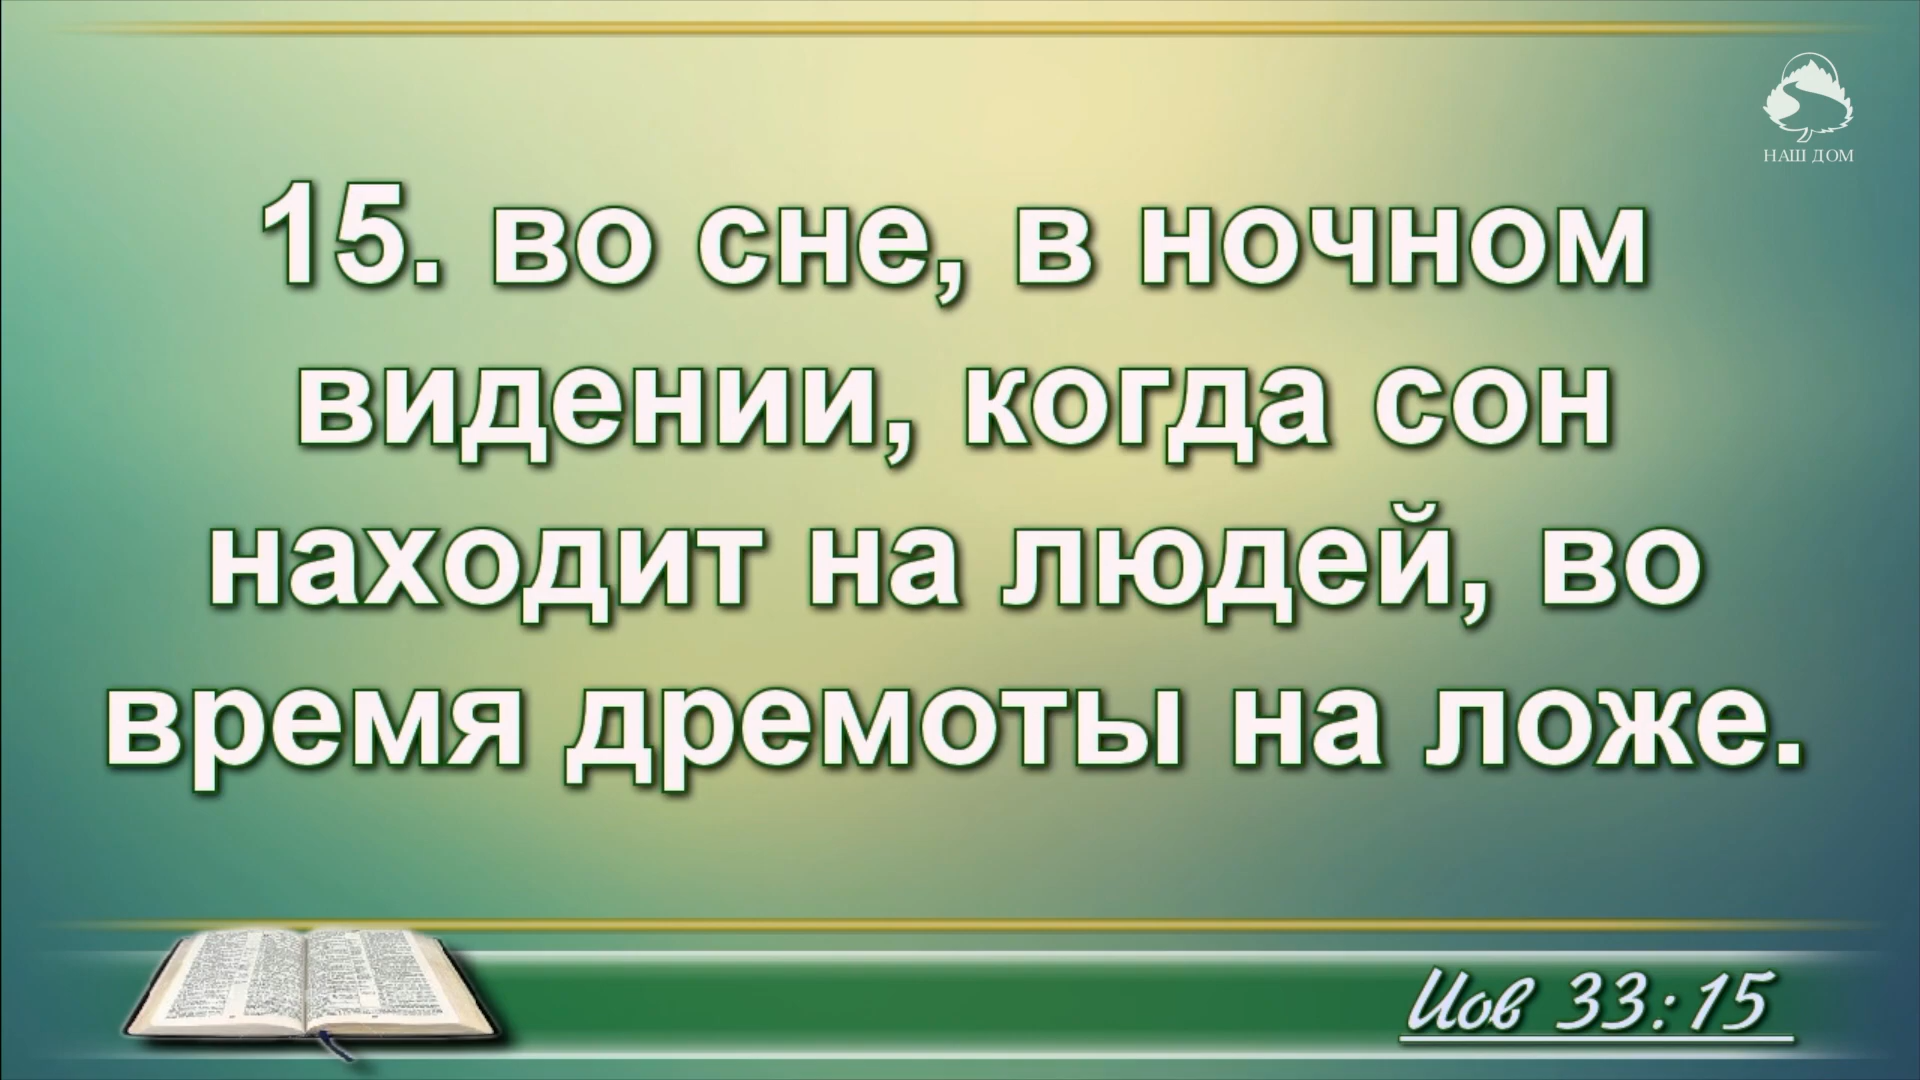 НАШ ДОМ
15. во сне, в ночном
видении, когда сон
находит на людей, во
время дремоты на ложе.
Иов 33:15